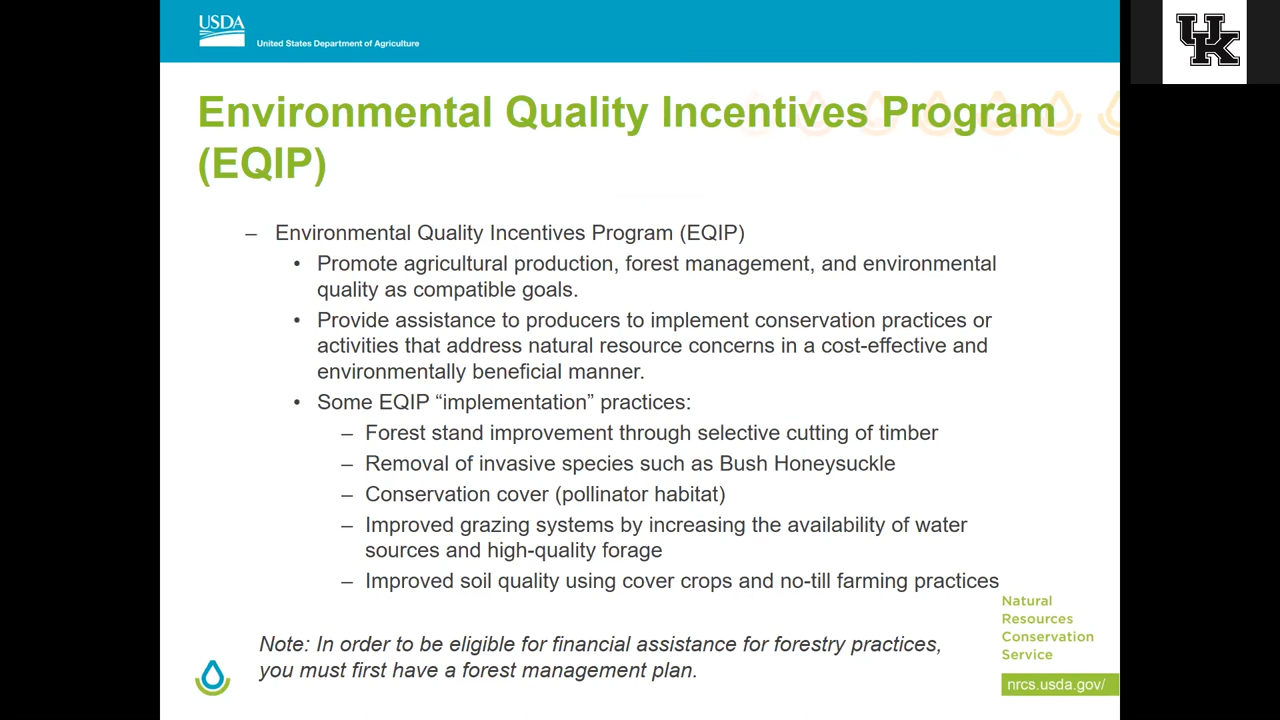 USDA
United States Department of Agriculture
UK
Environmental Quality Incentives Program
(EQIP)
– Environmental Quality Incentives Program (EQIP)
• Promote agricultural production, forest management, and environmental
quality as compatible goals.
• Provide assistance to producers to implement conservation practices or
activities that address natural resource concerns in a cost-effective and
environmentally beneficial manner.
• Some EQIP “implementation” practices:
– Forest stand improvement through selective cutting of timber
– Removal of invasive species such as Bush Honeysuckle
– Conservation cover (pollinator habitat)
– Improved grazing systems by increasing the availability of water
sources and high-quality forage
– Improved soil quality using cover crops and no-till farming practices
Natural
Resources
Conservation
Service
nrcs.usda.gov/
Note: In order to be eligible for financial assistance for forestry practices,
you must first have a forest management plan.